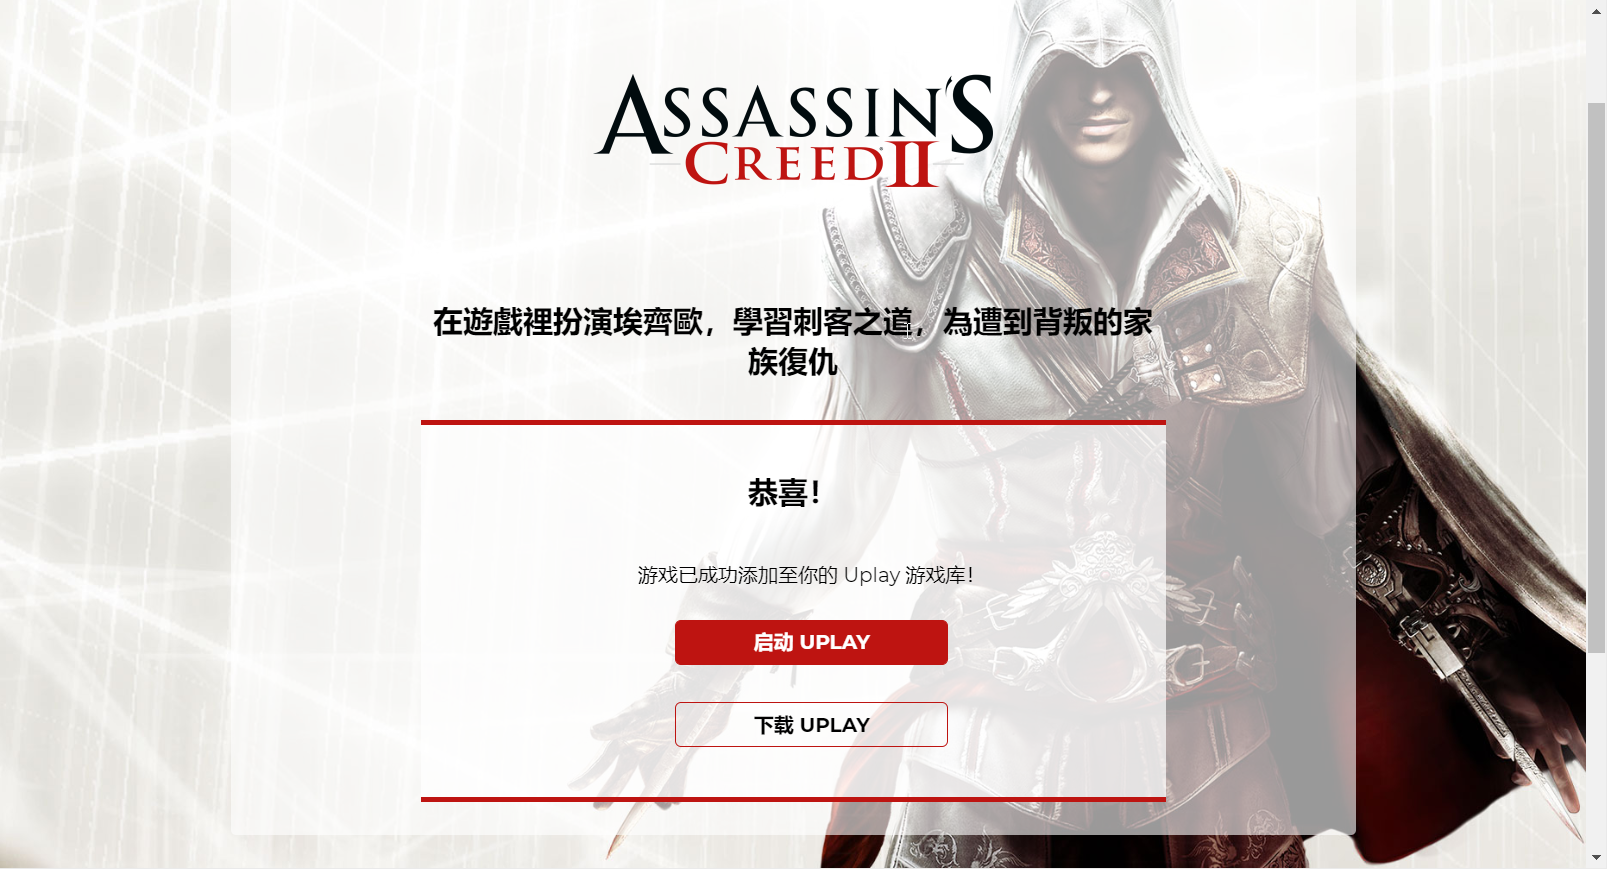 ASSASSIN'S
CREED II
在遊戲裡扮演埃齊歐，學習刺客之道，為遭到背叛的家
族復仇
恭喜！
游戏已成功添加至你的 Uplay 游戏库！
启动 UPLAY
下载 UPLAY